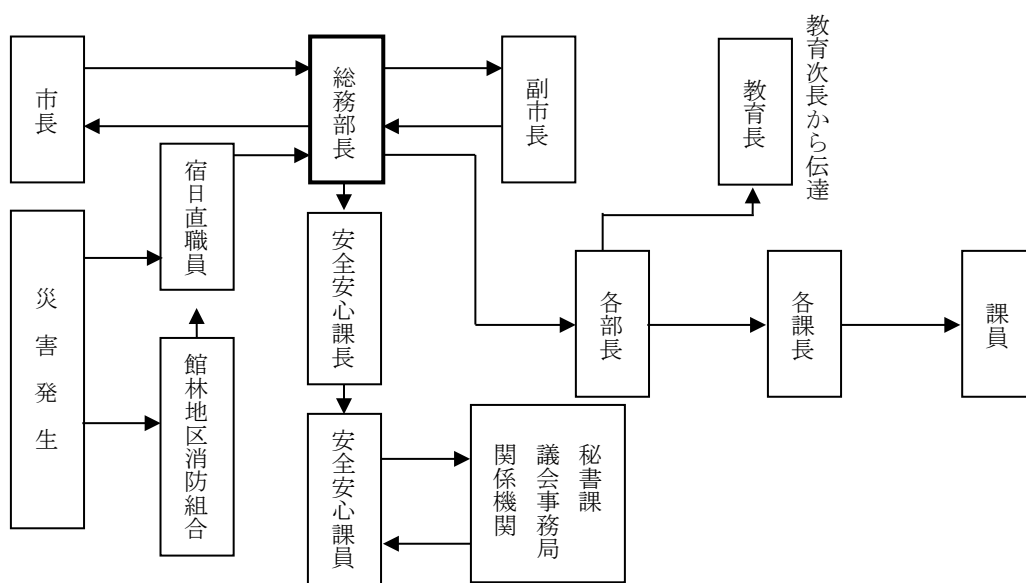 市長
総務部長
副市長
教育長
教育次長から伝達
宿日直職員
災害発生
安全安心課長
各部長
各課長
課員
館林地区消防組合
安全安心課員
秘書課
議会事務局
関係機関